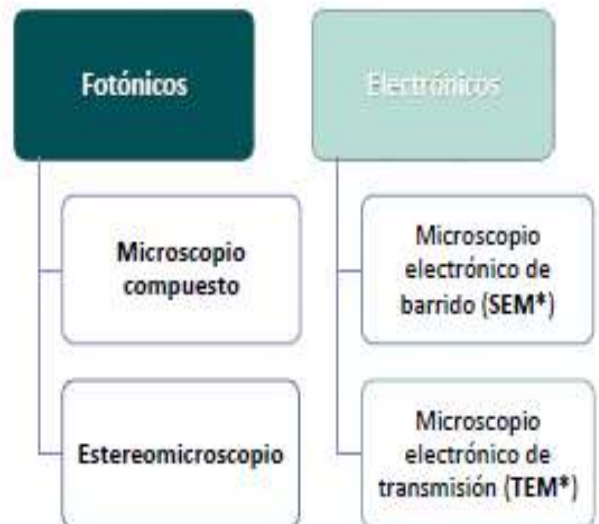 Fotónicos
Microscopio
compuesto
Estereomicroscopio
Electrónicos
Microscopio
electrónico de
barrido (SEM*)
Microscopio
electrónico de
transmisión (TEM*)